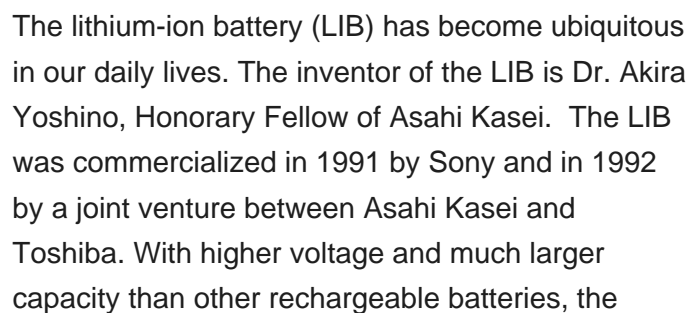 The lithium-ion battery (LIB) has become ubiquitous
in our daily lives. The inventor of the LIB is Dr. Akira
Yoshino, Honorary Fellow of Asahi Kasei.  The LIB
was commercialized in 1991 by Sony and in 1992
by a joint venture between Asahi Kasei and
Toshiba. With higher voltage and much larger
capacity than other rechargeable batteries, the